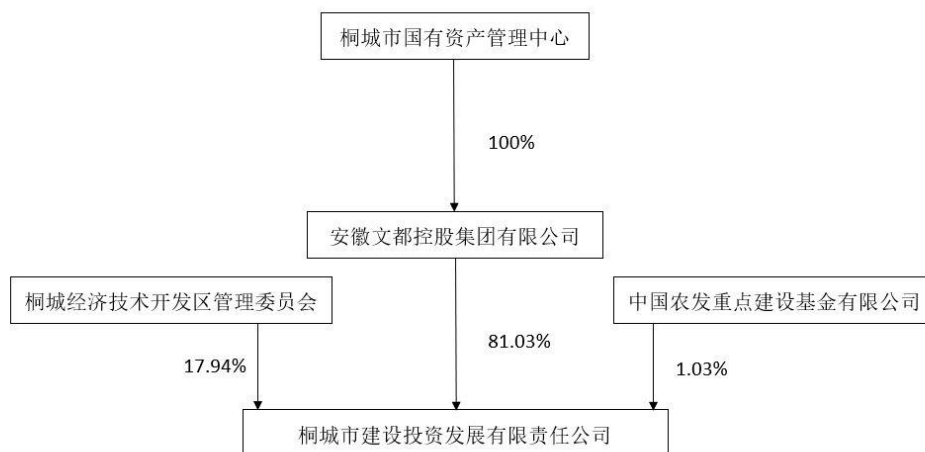 桐城市国有资产管理中心
100%
安徽文都控股集团有限公司
桐城经济技术开发区管理委员会
中国农发重点建设基金有限公司
17.94%
81.03%
1.03%
桐城市建设投资发展有限责任公司